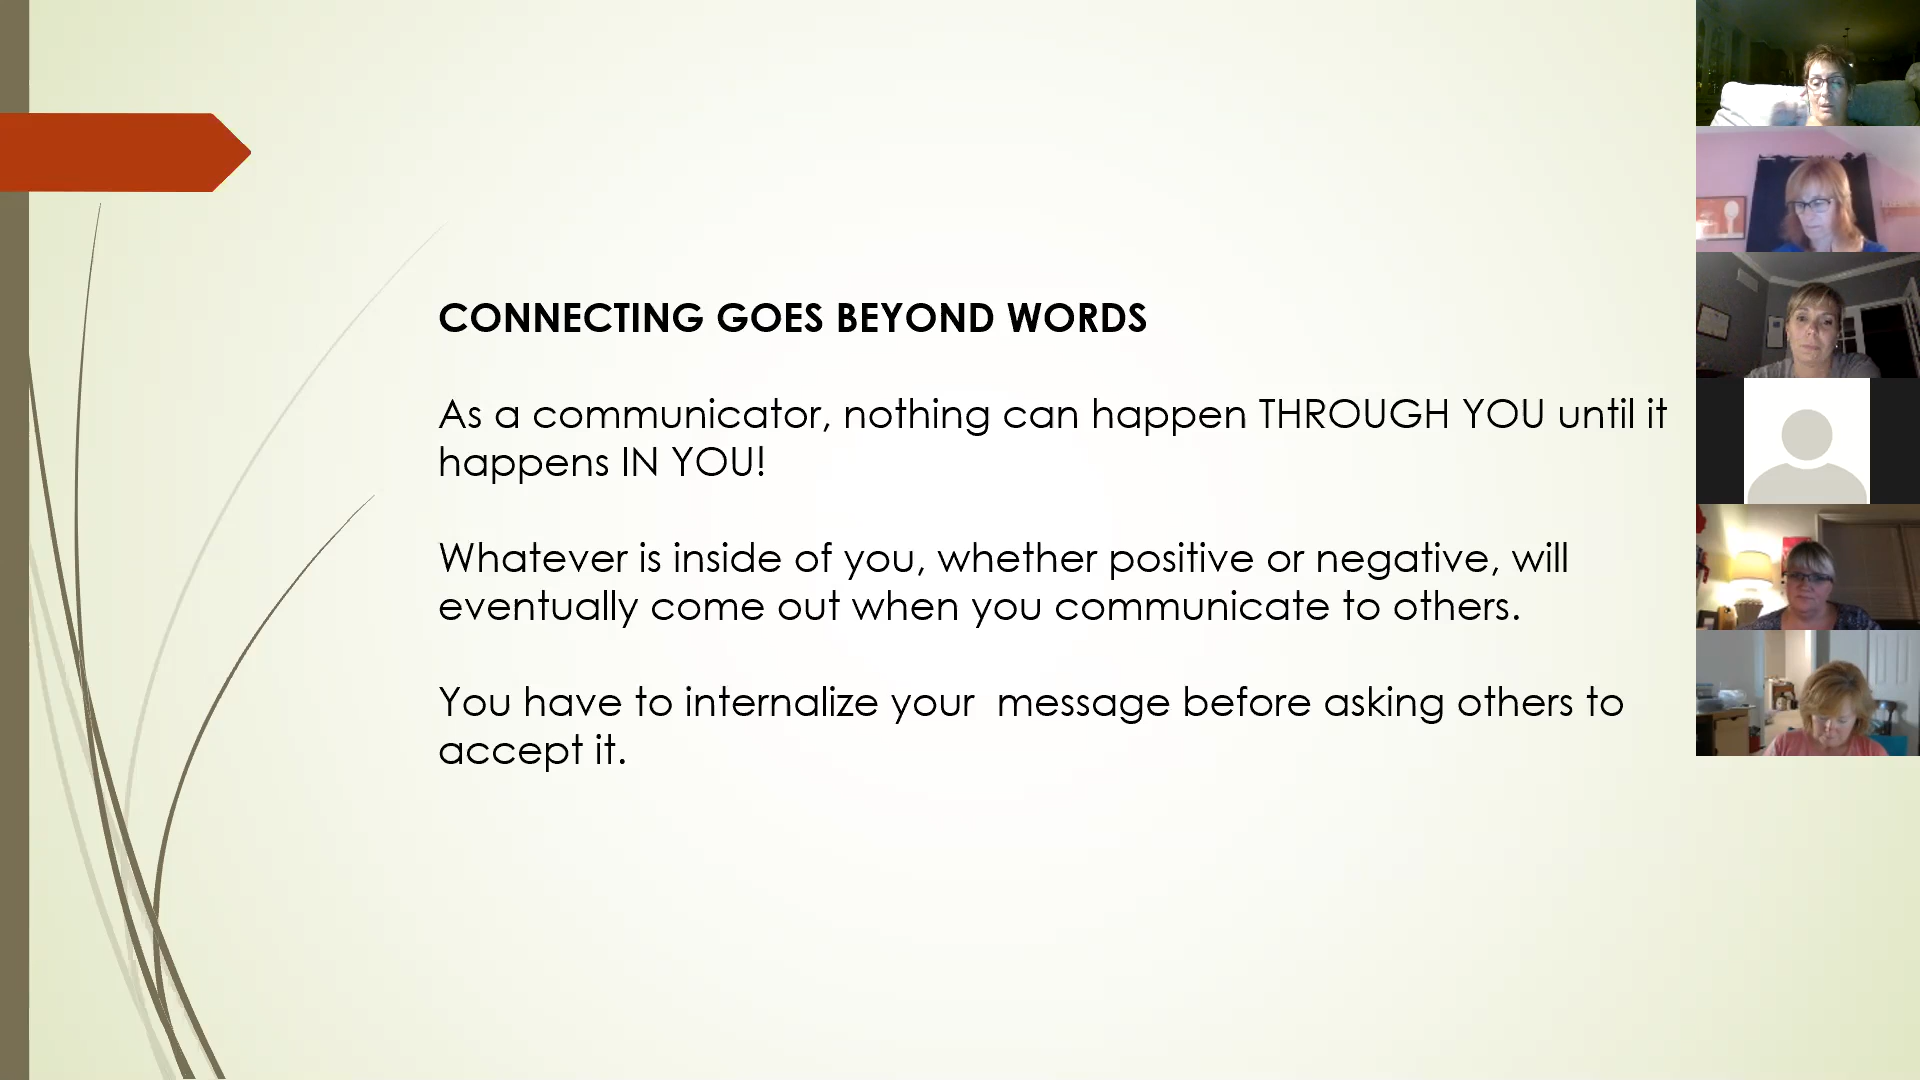 CONNECTING GOES BEYOND WORDS
As a communicator, nothing can happen THROUGH YOU until it
happens IN YOU!
Whatever is inside of you, whether positive or negative, will
eventually come out when you communicate to others.
You have to internalize your  message before asking others to
accept it.